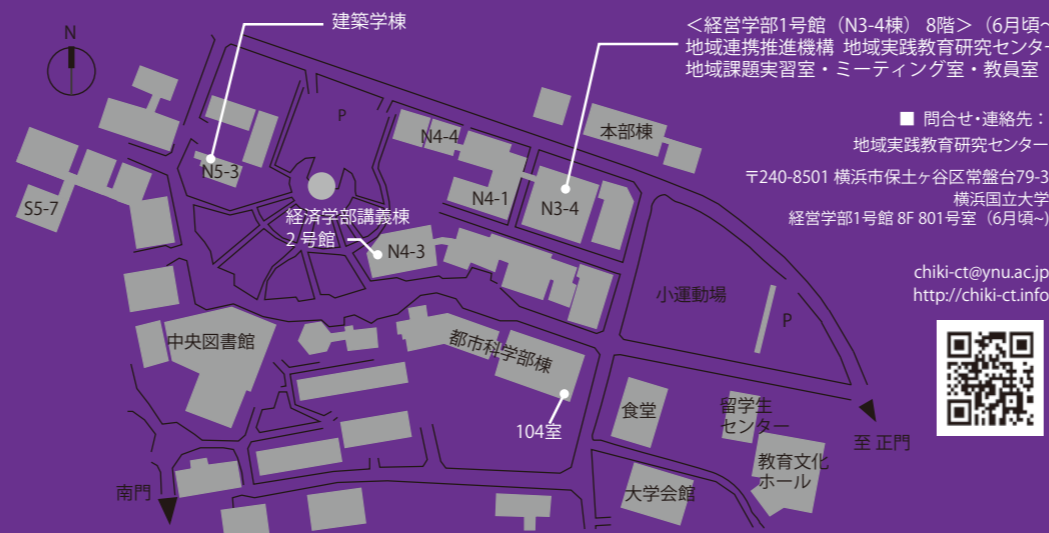 N
建築学棟
＜経営学部1号館（N3-4棟） 8階＞（6月頃~
地域連携推進機構 地域実践教育研究センター
地域課題実習室・ミーティング室・教員室
P
N4-4
本部棟
■ 問合せ・連絡先：
地域実践教育研究センター
〒240-8501 横浜市保土ヶ谷区常盤台79-3
横浜国立大学
経営学部1号館 8F 801号室（6月頃~)
N5-3
S5-7
N4-1
N3-4
経済学部講義棟
2 号館
N4-3
chiki-ct@ynu.ac.jp
http://chiki-ct.info
小運動場
P
中央図書館
都市科学部棟
104室
食堂
留学生
センター
至 正門
教育文化
ホール
南門
大学会館